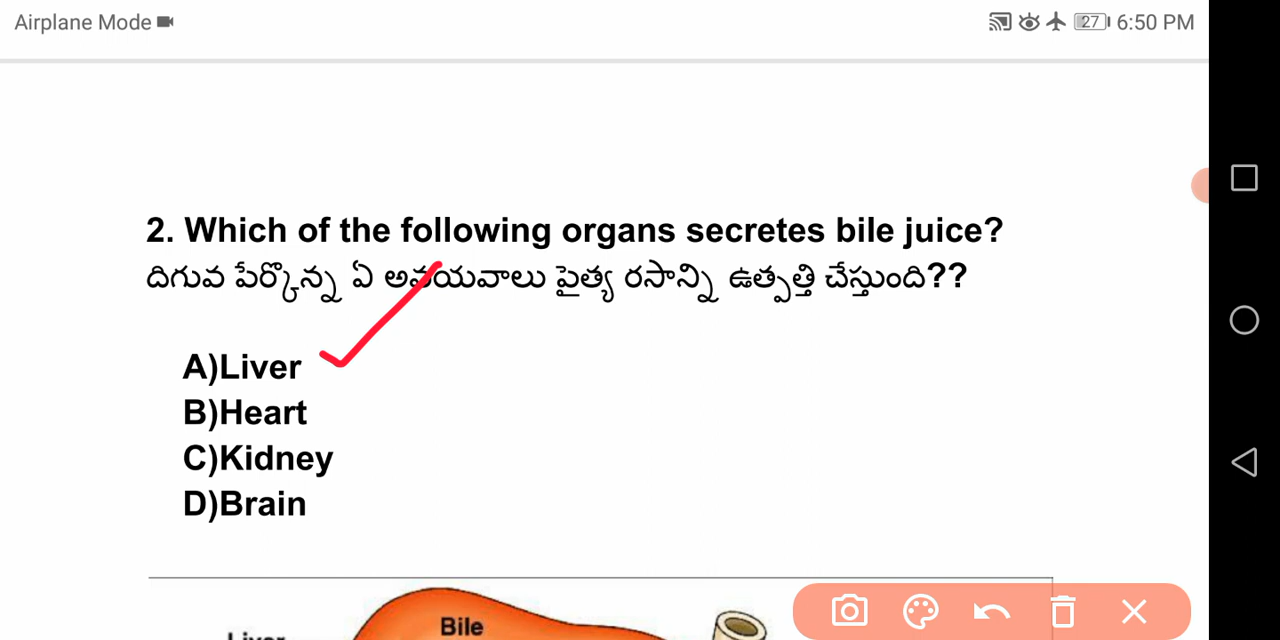 Airplane Mode
27 6:50 PM
2. Which of the following organs secretes bile juice?
దిగువ పేర్కొన్న ఏ అవయవాలు పైత్య రసాన్ని ఉత్పత్తి చేస్తుంది??
A)Liver
B)Heart
C)Kidney
D)Brain
Bile
Liver